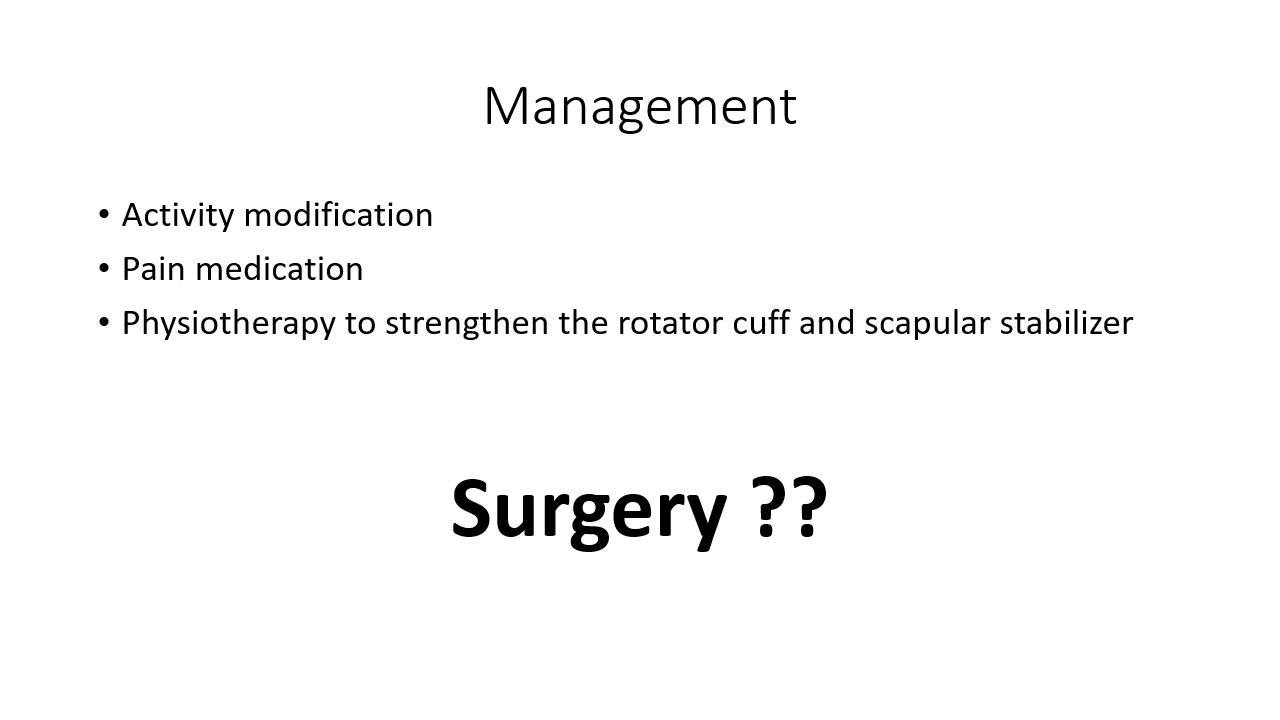 Management
• Activity modification
• Pain medication
• Physiotherapy to strengthen the rotator cuff and scapular stabilizer
Surgery ??